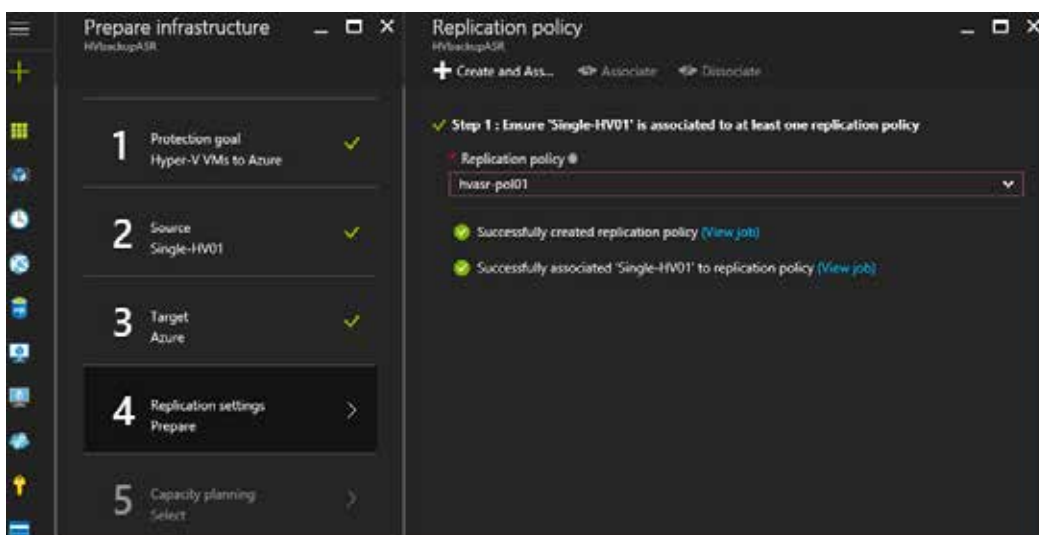 Prepare infrastructure
HVbackupASR
Replication policy
HVbackupASR
Create and Ass... Associate Dissociate
1
Protection goal
Hyper-V VMs to Azure
2
Source
Single-HV01
3
Target
Azure
4
Replication settings
Prepare
5
Capacity planning
Select
Step 1 : Ensure 'Single-HV01' is associated to at least one replication policy
* Replication policy
hvasr-pol01
Successfully created replication policy (View job)
Successfully associated 'Single-HV01' to replication policy (View job)